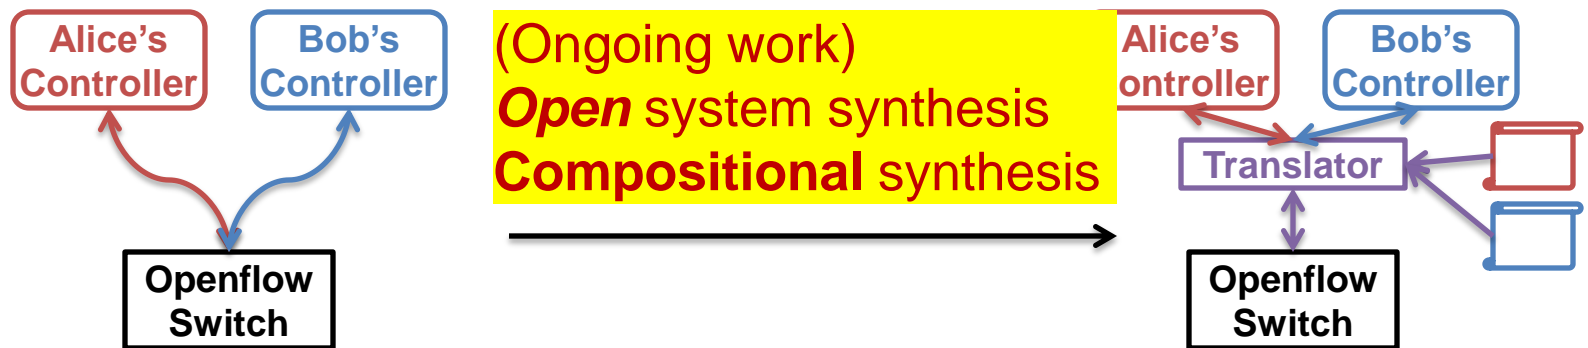 Alice’s
Controller
Bob’s
Controller
Openflow
Switch
(Ongoing work)
Open system synthesis
Compositional synthesis
Alice’s
ontroller
Bob’s
Controller
Translator
Openflow
Switch